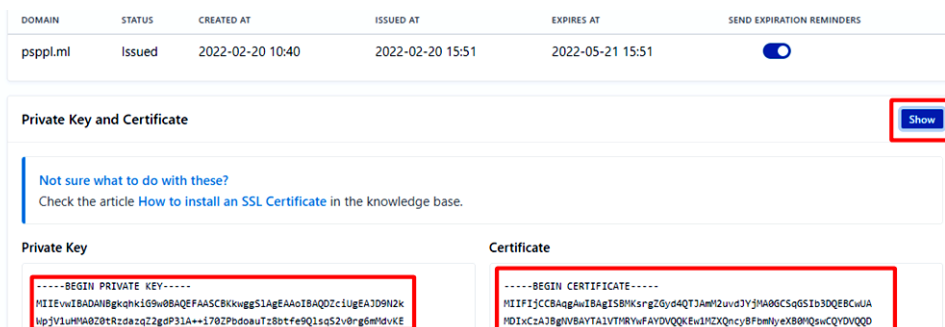 DOMAIN STATUS CREATED AT ISSUED AT EXPIRES AT SEND EXPIRATION REMINDERS
psppl.ml Issued 2022-02-20 10:40 2022-02-20 15:51 2022-05-21 15:51
Private Key and Certificate Show
Not sure what to do with these?
Check the article How to install an SSL Certificate in the knowledge base.
Private Key Certificate
-----BEGIN PRIVATE KEY----- -----BEGIN CERTIFICATE-----